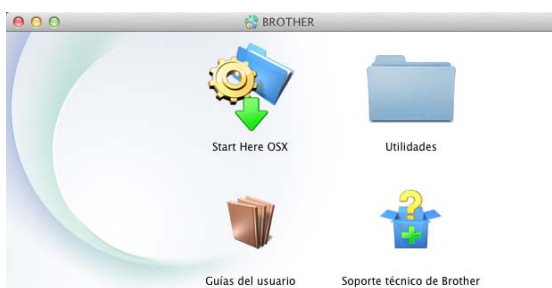 BROTHER
Start Here OSX
Utilidades
Guías del usuario
Soporte técnico de Brother